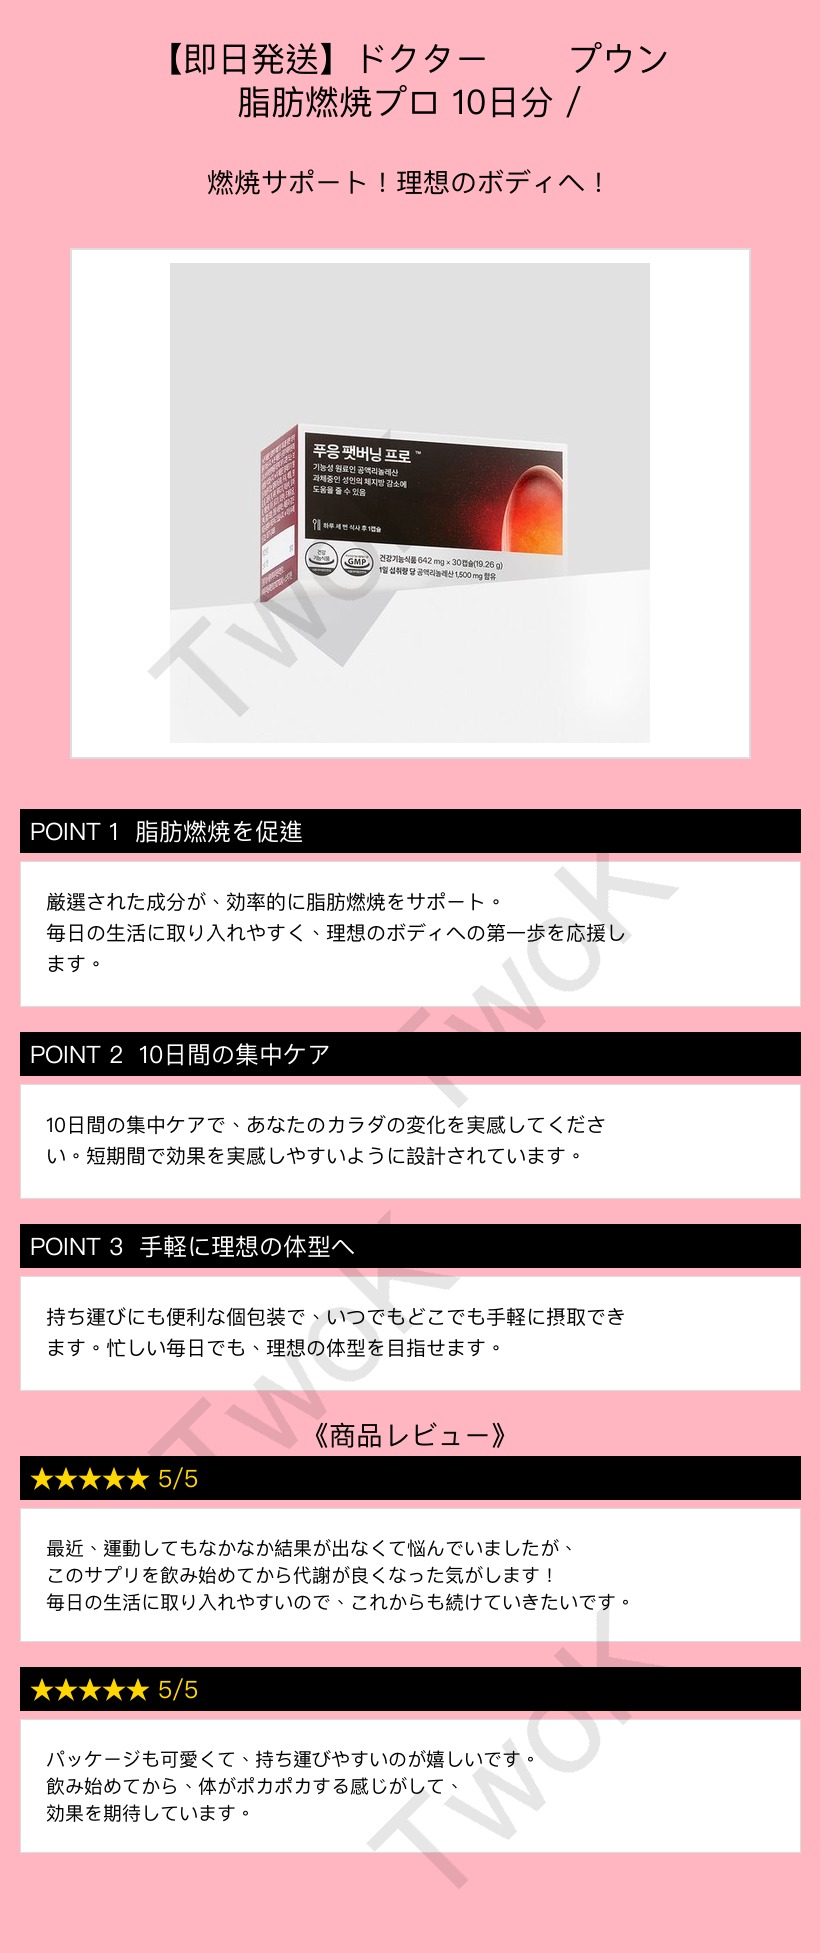 【即日発送】ドクター　　プウン
脂肪燃焼プロ 10日分 /
燃焼サポート！理想のボディへ！
푸응 팻버닝 프로 ™
기능성 원료인 공액리놀레산
과체중인 성인의 체지방 감소에
도움을 줄 수 있음
하루 세 번 식사 후 1캡슐
건강
기능식품
GMP
건강기능식품 642 mg × 30캡슐(19.26 g)
1일 섭취량 당 공액리놀레산 1,500 mg 함유
TwoK
POINT 1 脂肪燃焼を促進
厳選された成分が、効率的に脂肪燃焼をサポート。
毎日の生活に取り入れやすく、理想のボディへの第一歩を応援し
ます。
TwoK
POINT 2 10日間の集中ケア
10日間の集中ケアで、あなたのカラダの変化を実感してくださ
い。短期間で効果を実感しやすいように設計されています。
POINT 3 手軽に理想の体型へ
持ち運びにも便利な個包装で、いつでもどこでも手軽に摂取でき
ます。忙しい毎日でも、理想の体型を目指せます。
TwoK
《商品レビュー》
★★★★★ 5/5
最近、運動してもなかなか結果が出なくて悩んでいましたが、
このサプリを飲み始めてから代謝が良くなった気がします！
毎日の生活に取り入れやすいので、これからも続けていきたいです。
★★★★★ 5/5
パッケージも可愛くて、持ち運びやすいのが嬉しいです。
飲み始めてから、体がポカポカする感じがして、
効果を期待しています。
TwoK